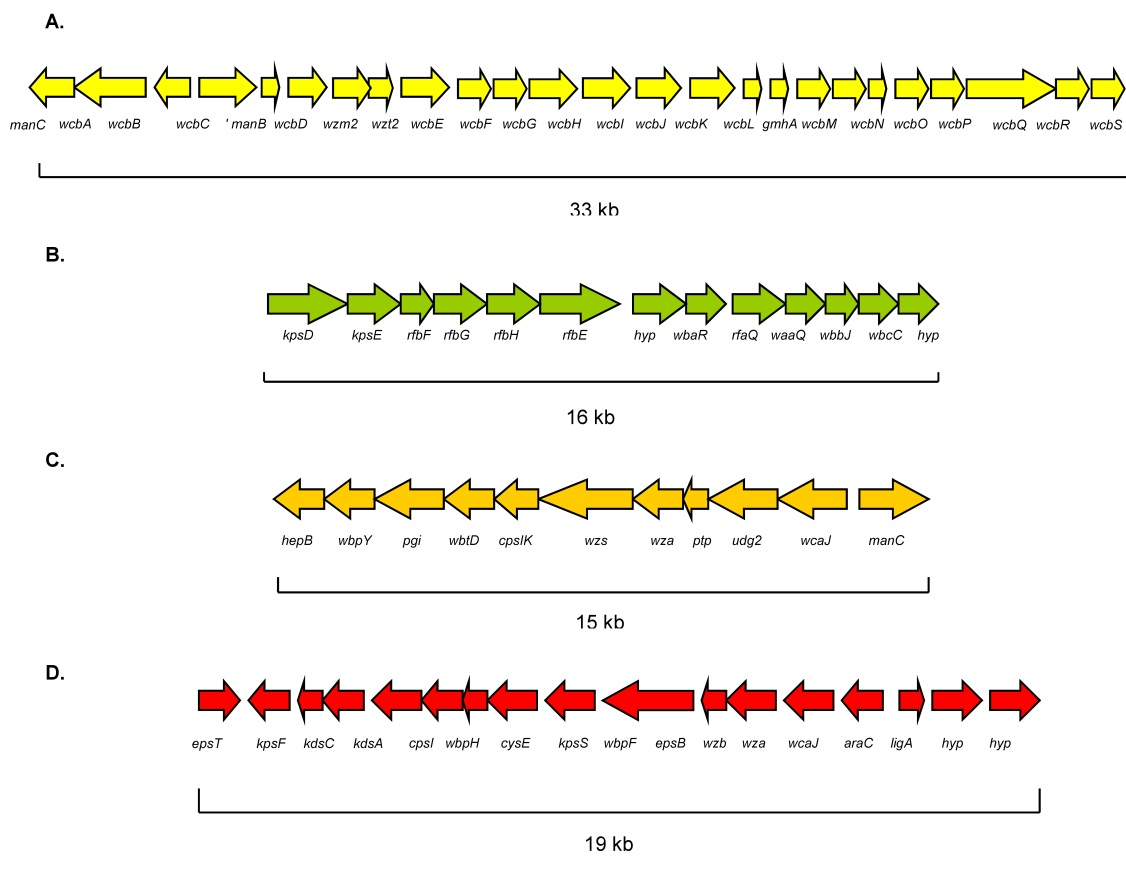 A.
manC wcbA wcbB wcbC ' manB wcbD wzm2 wzt2 wcbE wcbF wcbG wcbH wcbI wcbJ wcbK wcbL gmhA wcbM wcbN wcbO wcbP wcbQ wcbR wcbS
33 kb
B.
kpsD kpsE rfbF rfbG rfbH rfbE hyp wbaR rfaQ waaQ wbbJ wbcC hyp
16 kb
C.
hepB wbpY pgi wbtD cpsIK wzs wza ptp udg2 wcaJ manC
15 kb
D.
epsT kpsF kdsC kdsA cpsI wbpH cysE kpsS wbpF epsB wzb wza wcaJ araC ligA hyp hyp
19 kb